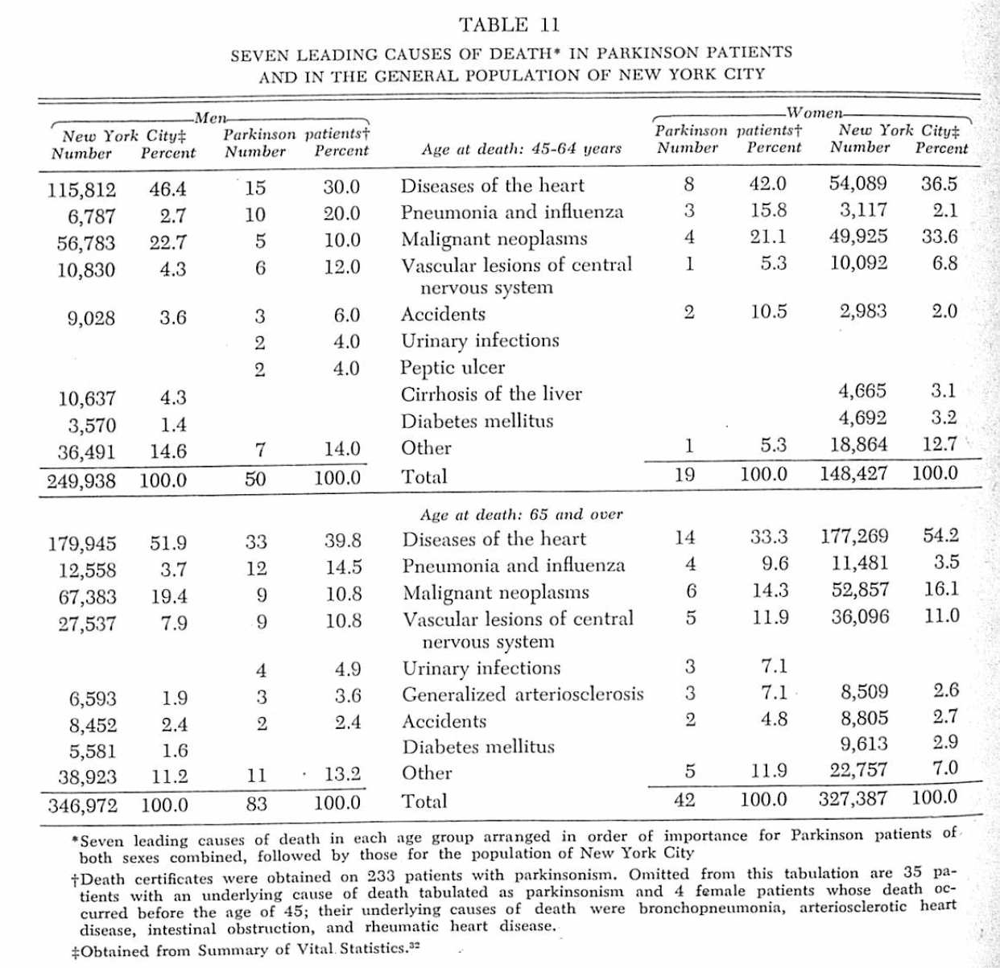 TABLE 11
SEVEN LEADING CAUSES OF DEATH* IN PARKINSON PATIENTS
AND IN THE GENERAL POPULATION OF NEW YORK CITY
Men Women
New York City‡ Parkinson patients† Parkinson patients† New York City‡
Number Percent Number Percent Age at death: 45-64 years Number Percent Number Percent
115,812 46.4 15 30.0 Diseases of the heart 8 42.0 54,089 36.5
6,787 2.7 10 20.0 Pneumonia and influenza 3 15.8 3,117 2.1
56,783 22.7 5 10.0 Malignant neoplasms 4 21.1 49,925 33.6
10,830 4.3 6 12.0 Vascular lesions of central 1 5.3 10,092 6.8
nervous system
9,028 3.6 3 6.0 Accidents 2 10.5 2,983 2.0
2 4.0 Urinary infections
2 4.0 Peptic ulcer
10,637 4.3 Cirrhosis of the liver 4,665 3.1
3,570 1.4 Diabetes mellitus 4,692 3.2
36,491 14.6 7 14.0 Other 1 5.3 18,864 12.7
249,938 100.0 50 100.0 Total 19 100.0 148,427 100.0
Age at death: 65 and over
179,945 51.9 33 39.8 Diseases of the heart 14 33.3 177,269 54.2
12,558 3.7 12 14.5 Pneumonia and influenza 4 9.6 11,481 3.5
67,383 19.4 9 10.8 Malignant neoplasms 6 14.3 52,857 16.1
27,537 7.9 9 10.8 Vascular lesions of central 5 11.9 36,096 11.0
nervous system
4 4.9 Urinary infections 3 7.1
6,593 1.9 3 3.6 Generalized arteriosclerosis 3 7.1 8,509 2.6
8,452 2.4 2 2.4 Accidents 2 4.8 8,805 2.7
5,581 1.6 Diabetes mellitus 9,613 2.9
38,923 11.2 11 13.2 Other 5 11.9 22,757 7.0
346,972 100.0 83 100.0 Total 42 100.0 327,387 100.0
*Seven leading causes of death in each age group arranged in order of importance for Parkinson patients of
both sexes combined, followed by those for the population of New York City
†Death certificates were obtained on 233 patients with parkinsonism. Omitted from this tabulation are 35 pa-
tients with an underlying cause of death tabulated as parkinsonism and 4 female patients whose death oc-
curred before the age of 45; their underlying causes of death were bronchopneumonia, arteriosclerotic heart
disease, intestinal obstruction, and rheumatic heart disease.
‡Obtained from Summary of Vital Statistics.32